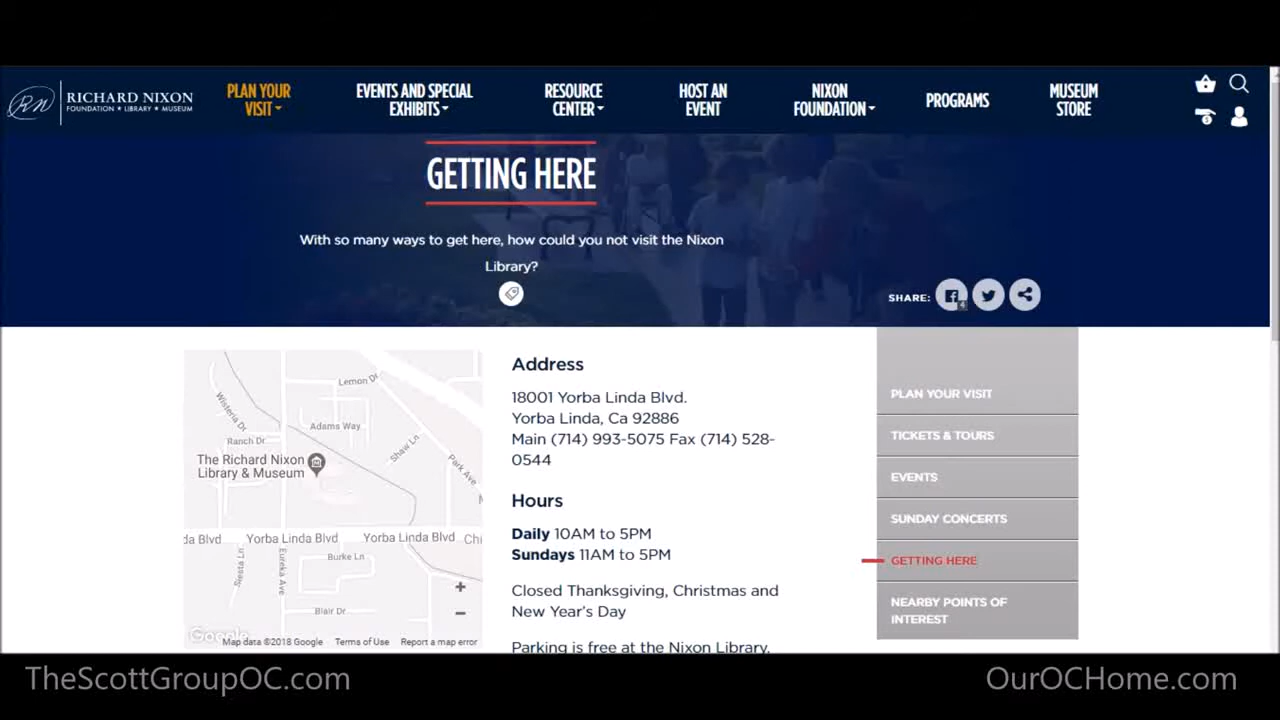 RICHARD NIXON
FOUNDATION ★ LIBRARY ★ MUSEUM
PLAN YOUR
VISIT
EVENTS AND SPECIAL
EXHIBITS
RESOURCE
CENTER
HOST AN
EVENT
NIXON
FOUNDATION
PROGRAMS
MUSEUM
STORE
GETTING HERE
With so many ways to get here, how could you not visit the Nixon
Library?
SHARE:
4
Lemon Dr
Wisteria Dr
Adams Way
Ranch Dr
Shaw Ln
The Richard Nixon
Library & Museum
Park Ave
da Blvd
Yorba Linda Blvd
Yorba Linda Blvd
Siesta Ln
Eureka Ave
Burke Ln
Blair Dr
+
−
Google
Map data ©2018 Google
Terms of Use
Report a map error
Address
18001 Yorba Linda Blvd.
Yorba Linda, Ca 92886
Main (714) 993-5075 Fax (714) 528-
0544
Hours
Daily 10AM to 5PM
Sundays 11AM to 5PM
Closed Thanksgiving, Christmas and
New Year's Day
Parking is free at the Nixon Library.
PLAN YOUR VISIT
TICKETS & TOURS
EVENTS
SUNDAY CONCERTS
GETTING HERE
NEARBY POINTS OF
INTEREST
TheScottGroupOC.com
OurOCHome.com